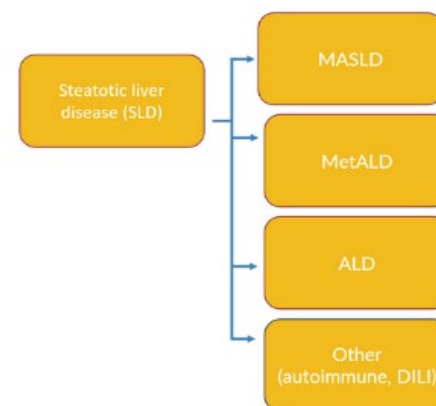 Steatotic liver
disease (SLD)
MASLD
MetALD
ALD
Other
(autoimmune, DILI)